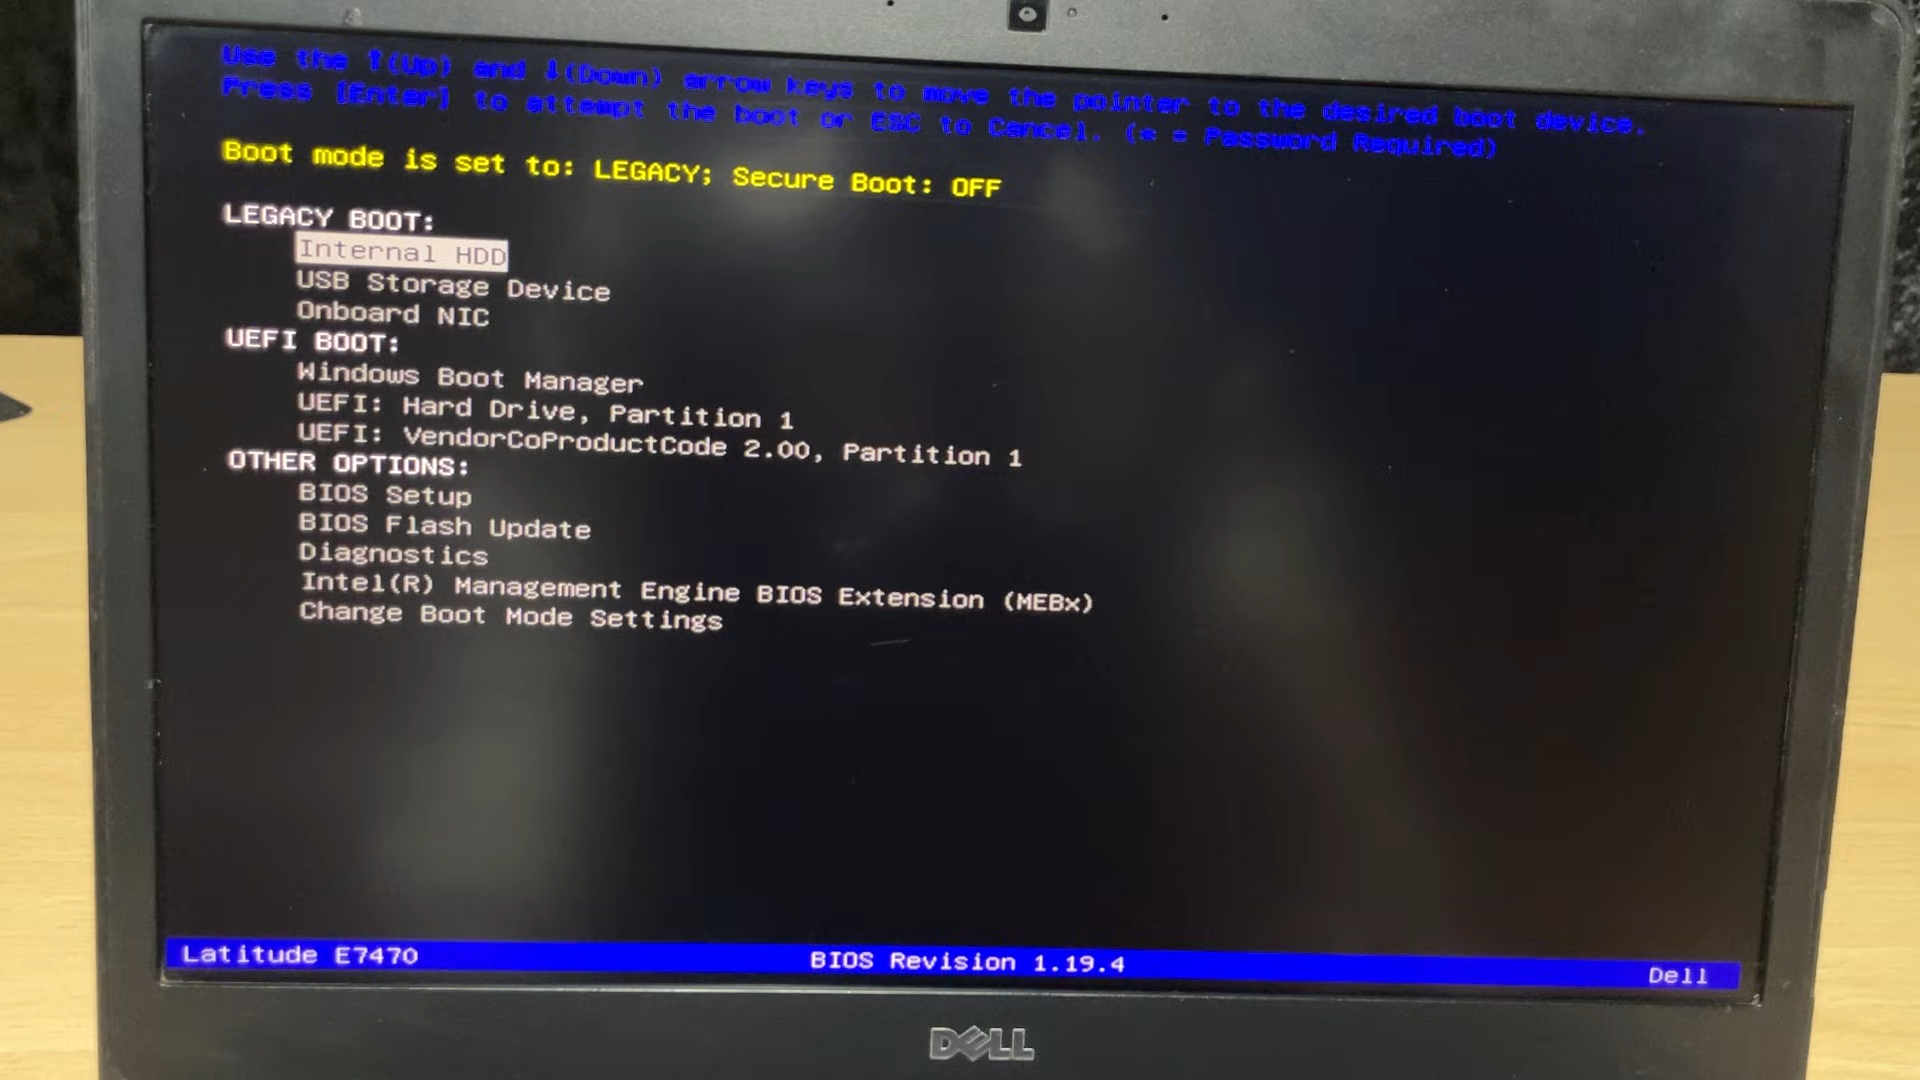 Use the ↑(Up) and ↓(Down) arrow keys to move the pointer to the desired boot device.
Press [Enter] to attempt the boot or ESC to Cancel. (* = Password Required)
Boot mode is set to: LEGACY; Secure Boot: OFF
LEGACY BOOT:
Internal HDD
USB Storage Device
Onboard NIC
UEFI BOOT:
Windows Boot Manager
UEFI: Hard Drive, Partition 1
UEFI: VendorCoProductCode 2.00, Partition 1
OTHER OPTIONS:
BIOS Setup
BIOS Flash Update
Diagnostics
Intel(R) Management Engine BIOS Extension (MEBx)
Change Boot Mode Settings
Latitude E7470 BIOS Revision 1.19.4 Dell
DELL